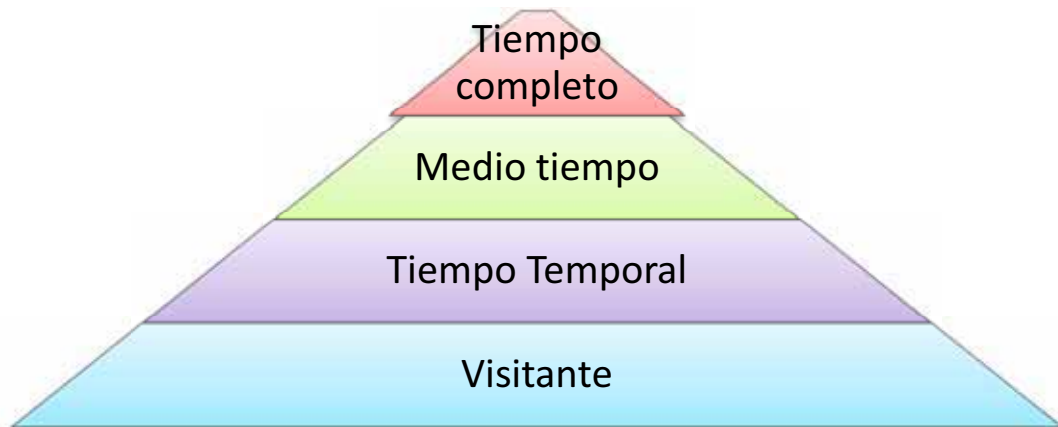 Tiempo
completo
Medio tiempo
Tiempo Temporal
Visitante